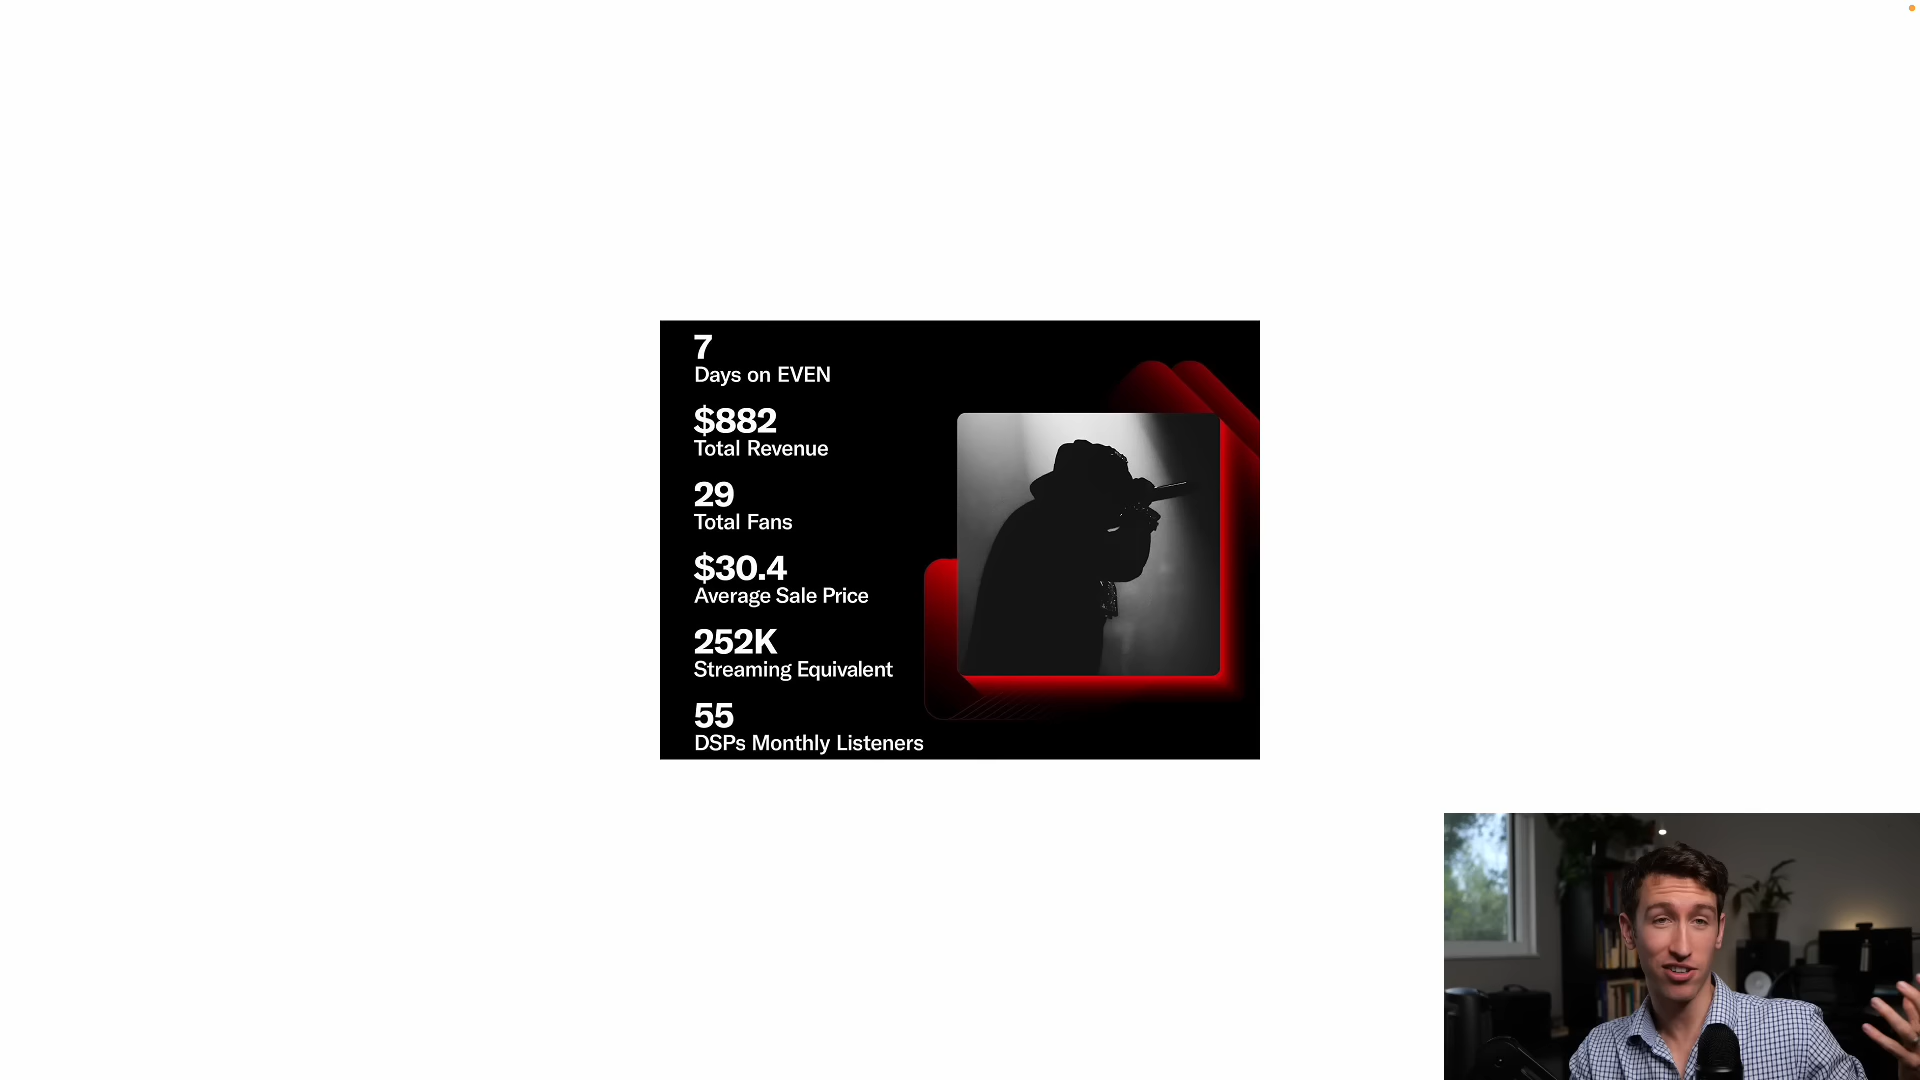 7
Days on EVEN
$882
Total Revenue
29
Total Fans
$30.4
Average Sale Price
252K
Streaming Equivalent
55
DSPs Monthly Listeners